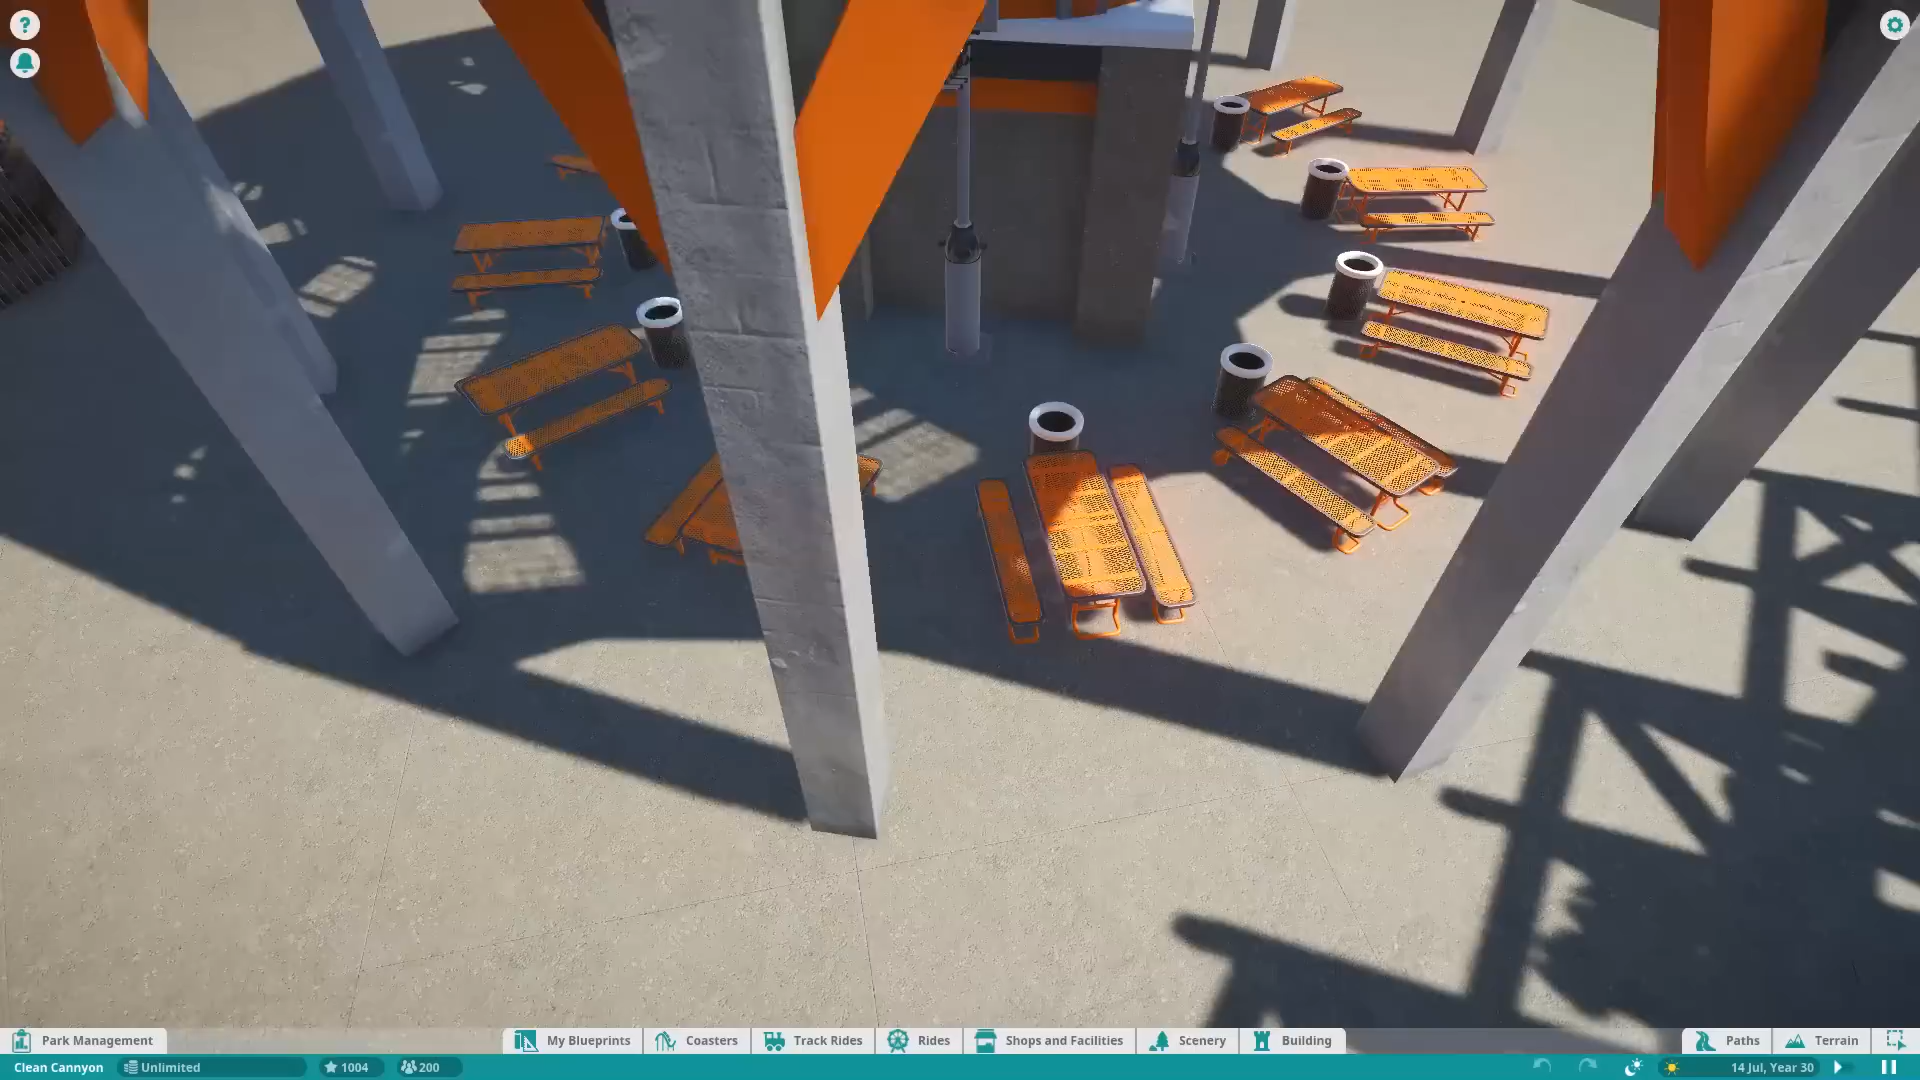 ?
Park Management
My Blueprints
Coasters
Track Rides
Rides
Shops and Facilities
Scenery
Building
Paths
Terrain
Clean Cannyon
Unlimited
1004
200
14 Jul, Year 30